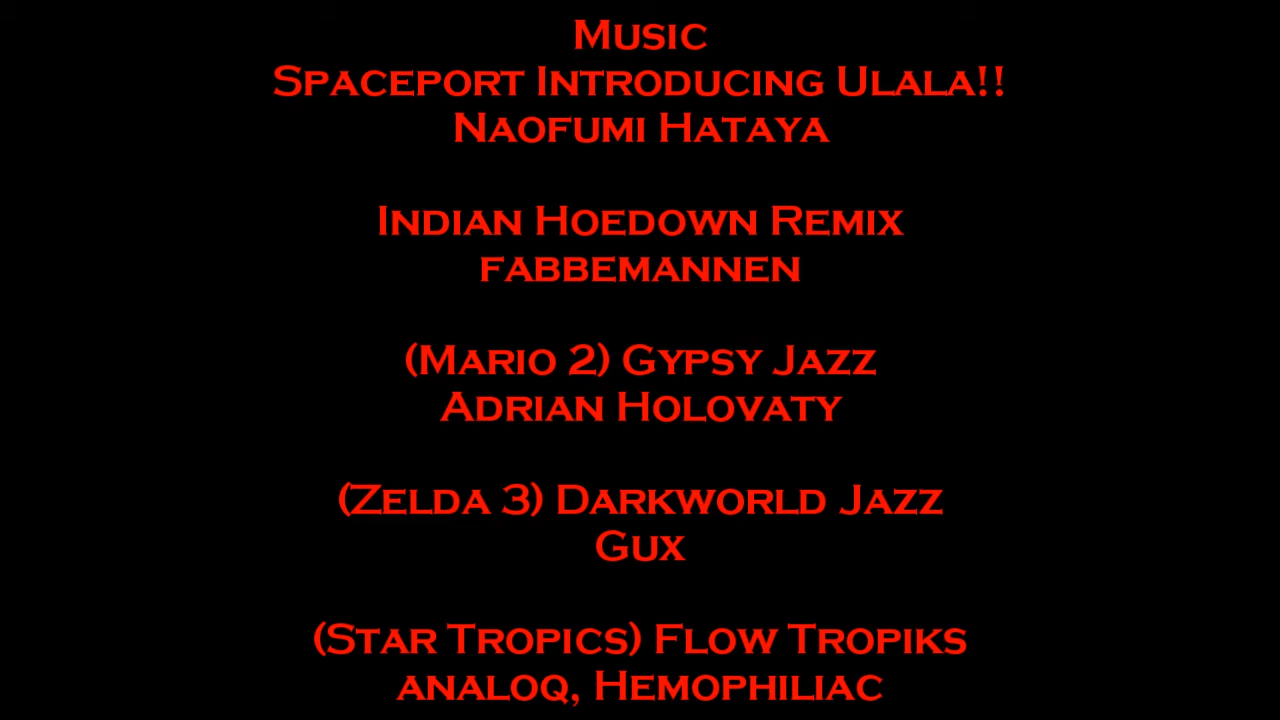 Music
Spaceport Introducing Ulala!!
Naofumi Hataya
Indian Hoedown Remix
fabbemannen
(Mario 2) Gypsy Jazz
Adrian Holovaty
(Zelda 3) Darkworld Jazz
Gux
(Star Tropics) Flow Tropiks
analoq, Hemophiliac